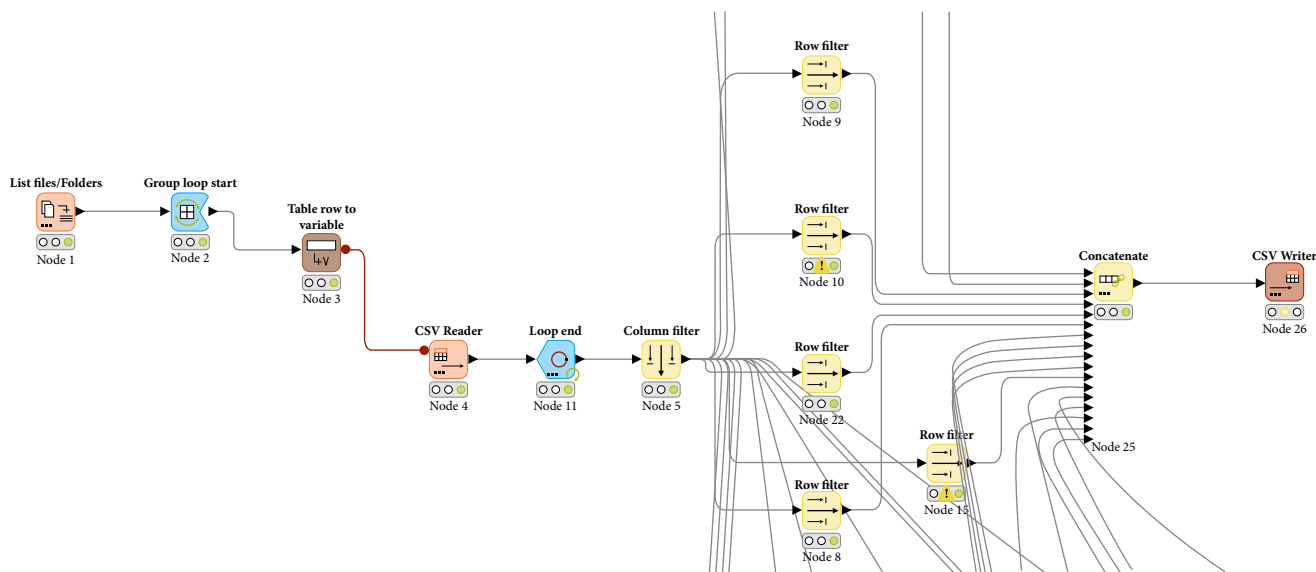 List files/Folders
Node 1
Group loop start
Node 2
Table row to
variable
Node 3
CSV Reader
Node 4
Loop end
Node 11
Column filter
Node 5
Row filter
Node 9
Row filter
Node 10
Row filter
Node 22
Row filter
Node 15
Row filter
Node 8
Concatenate
Node 25
CSV Writer
Node 26